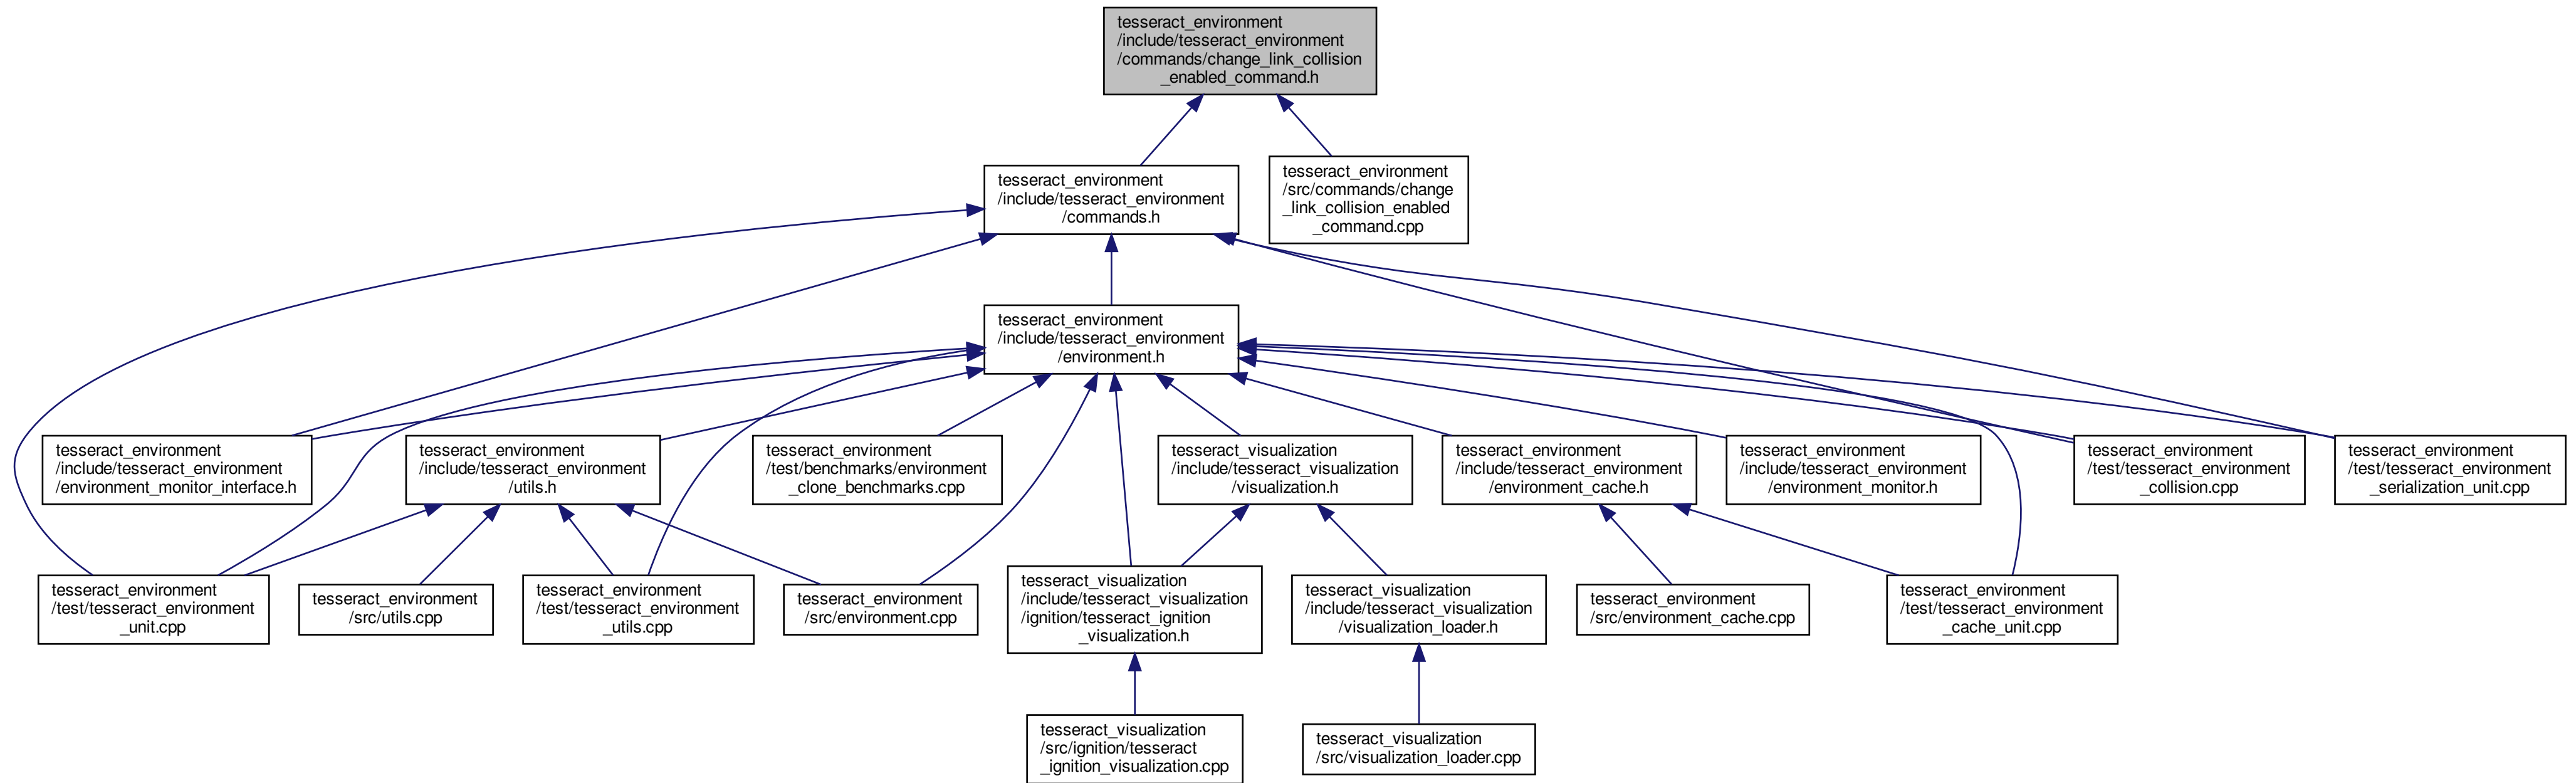 tesseract_environment
/include/tesseract_environment
/commands/change_link_collision
_enabled_command.h
tesseract_environment
/include/tesseract_environment
/commands.h
tesseract_environment
/src/commands/change
_link_collision_enabled
_command.cpp
tesseract_environment
/include/tesseract_environment
/environment.h
tesseract_environment
/include/tesseract_environment
/environment_monitor_interface.h
tesseract_environment
/include/tesseract_environment
/utils.h
tesseract_environment
/test/benchmarks/environment
_clone_benchmarks.cpp
tesseract_visualization
/include/tesseract_visualization
/visualization.h
tesseract_environment
/include/tesseract_environment
/environment_cache.h
tesseract_environment
/include/tesseract_environment
/environment_monitor.h
tesseract_environment
/test/tesseract_environment
_collision.cpp
tesseract_environment
/test/tesseract_environment
_serialization_unit.cpp
tesseract_environment
/test/tesseract_environment
_unit.cpp
tesseract_environment
/src/utils.cpp
tesseract_environment
/test/tesseract_environment
_utils.cpp
tesseract_environment
/src/environment.cpp
tesseract_visualization
/include/tesseract_visualization
/ignition/tesseract_ignition
_visualization.h
tesseract_visualization
/include/tesseract_visualization
/visualization_loader.h
tesseract_environment
/src/environment_cache.cpp
tesseract_environment
/test/tesseract_environment
_cache_unit.cpp
tesseract_visualization
/src/ignition/tesseract
_ignition_visualization.cpp
tesseract_visualization
/src/visualization_loader.cpp